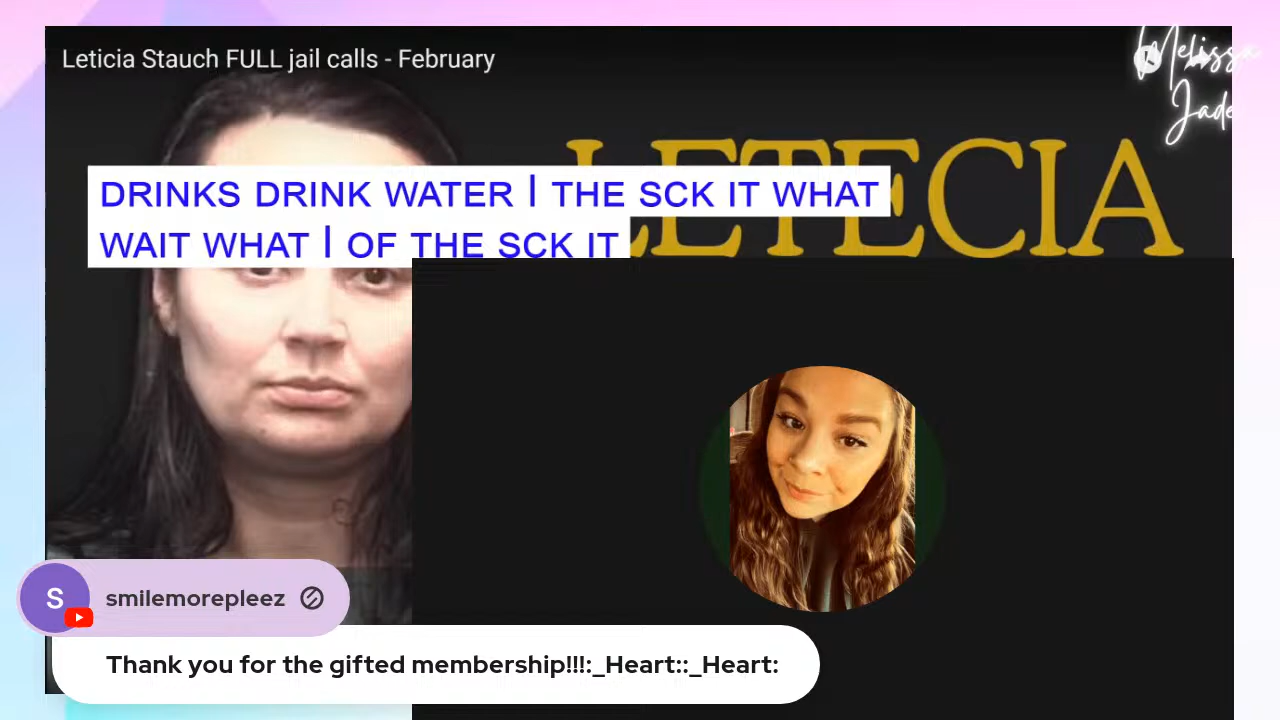 Leticia Stauch FULL jail calls - February
Melissa
Jade
LETECIA
DRINKS DRINK WATER I THE SCK IT WHAT
WAIT WHAT I OF THE SCK IT
S
smilemorepleez
Thank you for the gifted membership!!!:_Heart::_Heart: